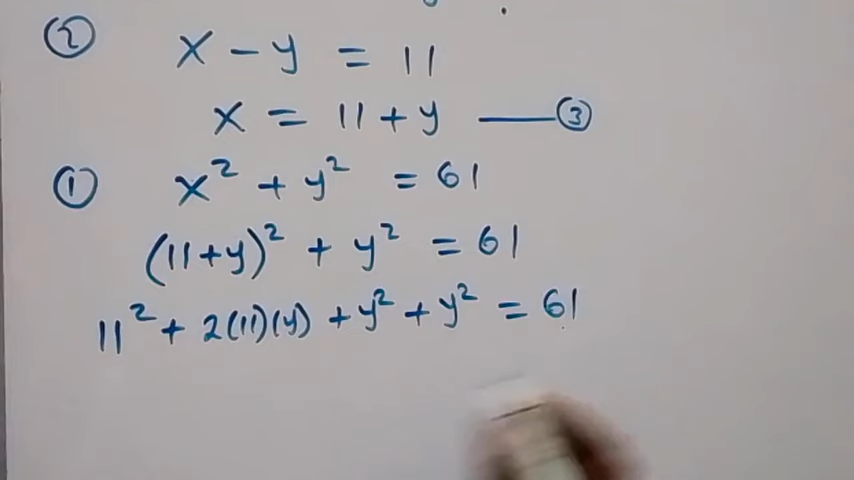 ② x - y = 11
x = 11 + y —— ③
① x² + y² = 61
(11+y)² + y² = 61
11² + 2(11)(y) + y² + y² = 61